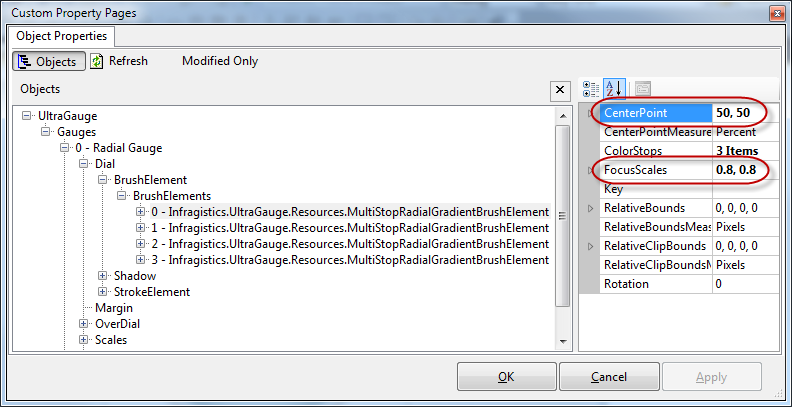 Custom Property Pages
Object Properties
Objects Refresh Modified Only
Objects
UltraGauge
Gauges
0 - Radial Gauge
Dial
BrushElement
BrushElements
0 - Infragistics.UltraGauge.Resources.MultiStopRadialGradientBrushElement
1 - Infragistics.UltraGauge.Resources.MultiStopRadialGradientBrushElement
2 - Infragistics.UltraGauge.Resources.MultiStopRadialGradientBrushElement
3 - Infragistics.UltraGauge.Resources.MultiStopRadialGradientBrushElement
Shadow
StrokeElement
Margin
OverDial
Scales
CenterPoint 50, 50
CenterPointMeasure Percent
ColorStops 3 Items
FocusScales 0.8, 0.8
Key
RelativeBounds 0, 0, 0, 0
RelativeBoundsMeas Pixels
RelativeClipBounds 0, 0, 0, 0
RelativeClipBoundsM Pixels
Rotation 0
OK Cancel Apply